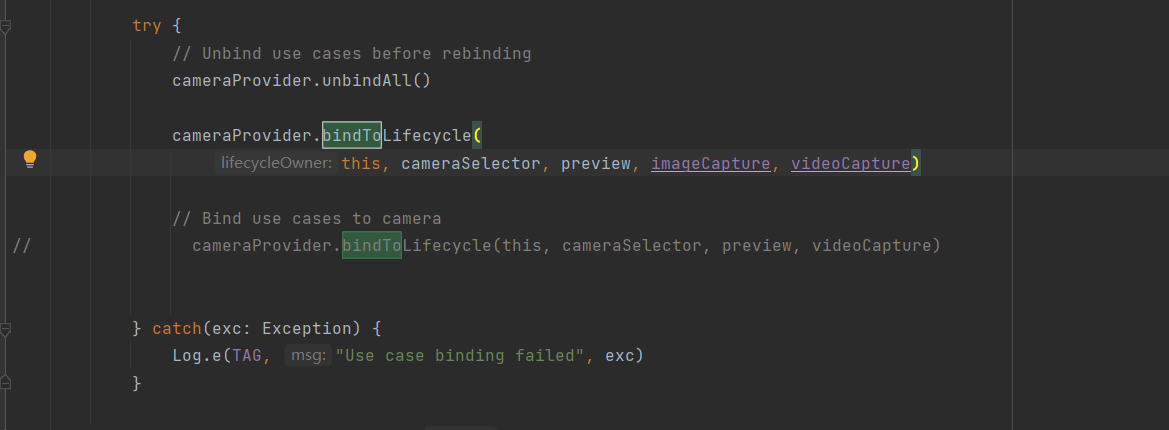 try {
// Unbind use cases before rebinding
cameraProvider.unbindAll()
cameraProvider.bindToLifecycle(
lifecycleOwner: this, cameraSelector, preview, imageCapture, videoCapture)
// Bind use cases to camera
// cameraProvider.bindToLifecycle(this, cameraSelector, preview, videoCapture)
} catch(exc: Exception) {
Log.e(TAG, msg: "Use case binding failed", exc)
}